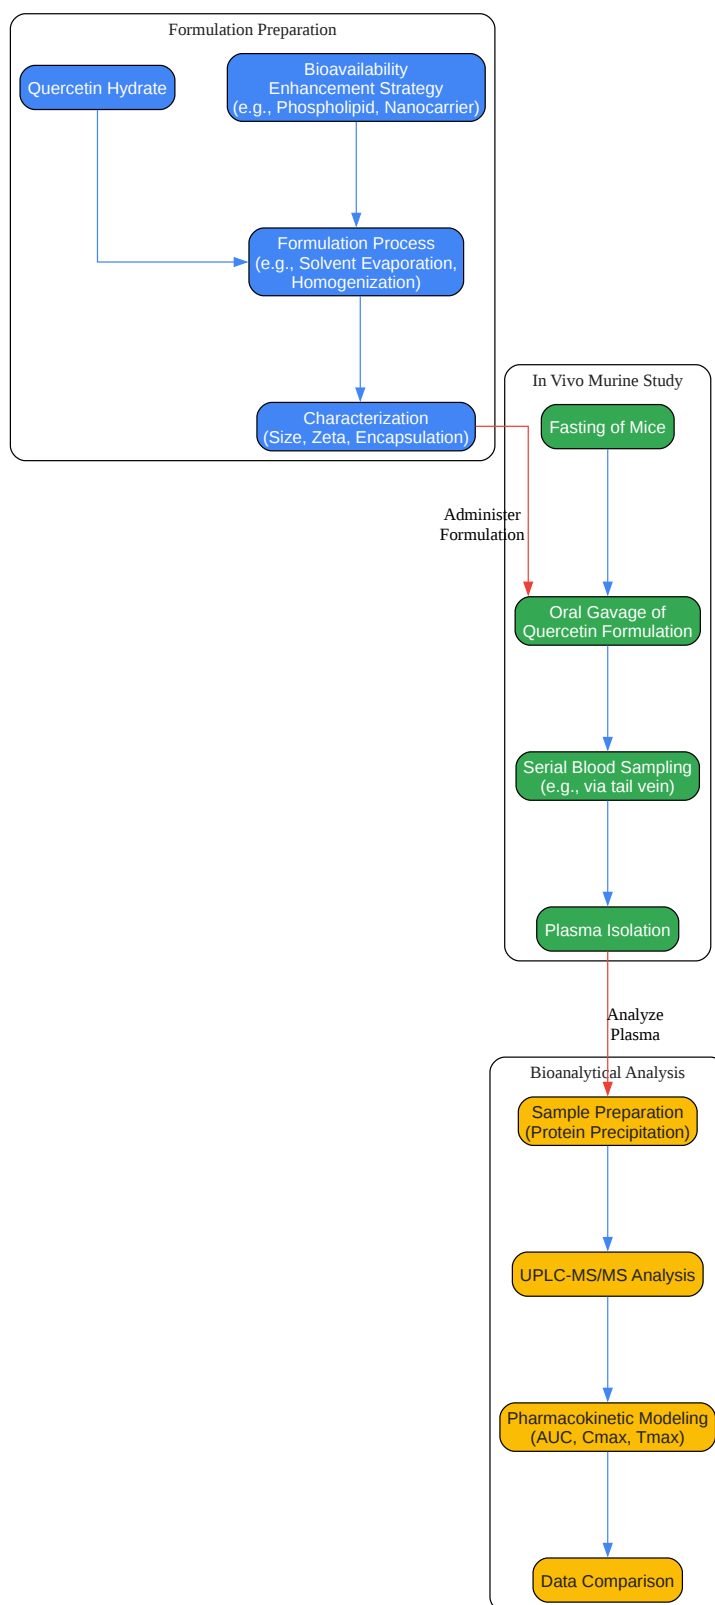 Formulation Preparation
Quercetin Hydrate
Bioavailability
Enhancement Strategy
(e.g., Phospholipid, Nanocarrier)
Formulation Process
(e.g., Solvent Evaporation,
Homogenization)
Characterization
(Size, Zeta, Encapsulation)
In Vivo Murine Study
Fasting of Mice
Administer
Formulation
Oral Gavage of
Quercetin Formulation
Serial Blood Sampling
(e.g., via tail vein)
Plasma Isolation
Analyze
Plasma
Bioanalytical Analysis
Sample Preparation
(Protein Precipitation)
UPLC-MS/MS Analysis
Pharmacokinetic Modeling
(AUC, Cmax, Tmax)
Data Comparison